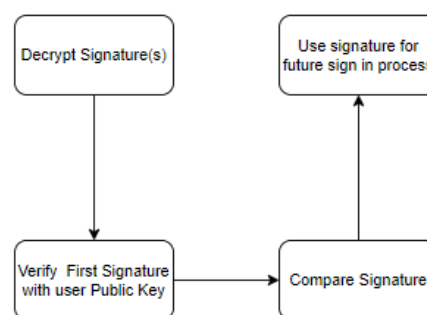 Decrypt Signature(s)
Use signature for
future sign in process
Verify First Signature
with user Public Key
Compare Signature